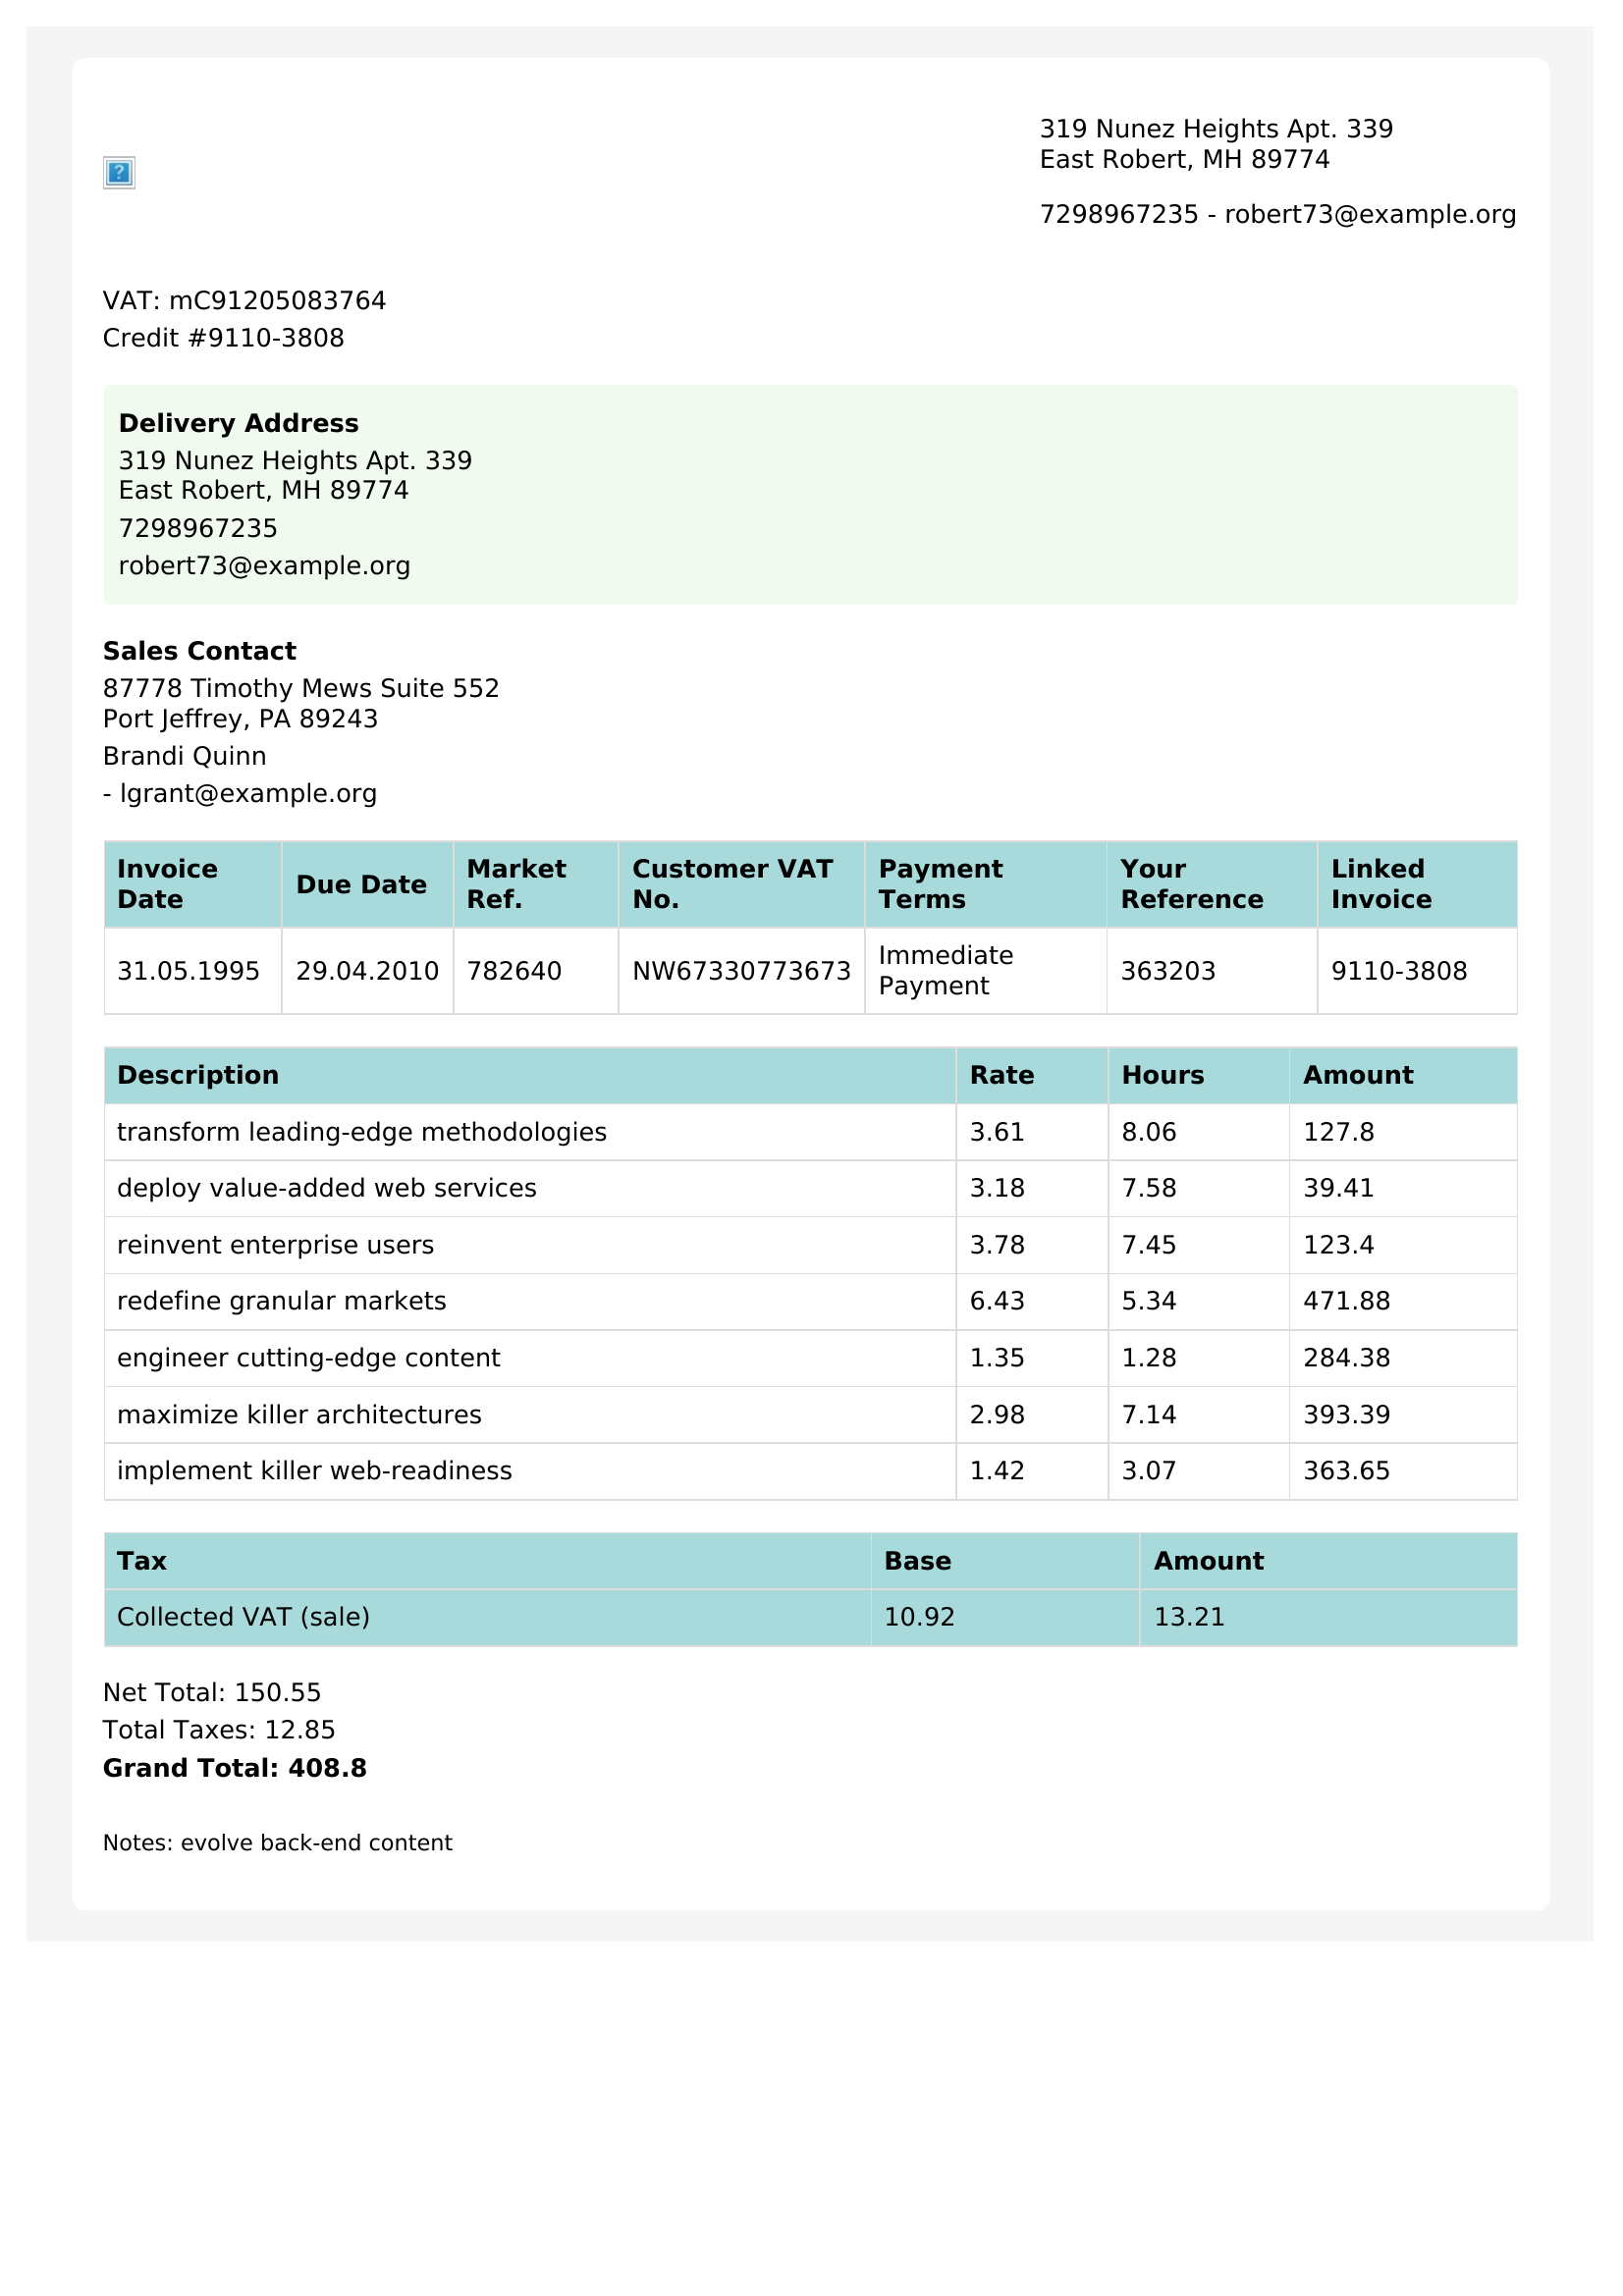 319 Nunez Heights Apt. 339
East Robert, MH 89774
7298967235 - robert73@example.org
VAT: mC91205083764
Credit #9110-3808
Delivery Address
319 Nunez Heights Apt. 339
East Robert, MH 89774
7298967235
robert73@example.org
Sales Contact
87778 Timothy Mews Suite 552
Port Jeffrey, PA 89243
Brandi Quinn
- lgrant@example.org
Invoice Date Due Date Market Ref. Customer VAT No. Payment Terms Your Reference Linked Invoice
31.05.1995 29.04.2010 782640 NW67330773673 Immediate Payment 363203 9110-3808
Description Rate Hours Amount
transform leading-edge methodologies 3.61 8.06 127.8
deploy value-added web services 3.18 7.58 39.41
reinvent enterprise users 3.78 7.45 123.4
redefine granular markets 6.43 5.34 471.88
engineer cutting-edge content 1.35 1.28 284.38
maximize killer architectures 2.98 7.14 393.39
implement killer web-readiness 1.42 3.07 363.65
Tax Base Amount
Collected VAT (sale) 10.92 13.21
Net Total: 150.55
Total Taxes: 12.85
Grand Total: 408.8
Notes: evolve back-end content